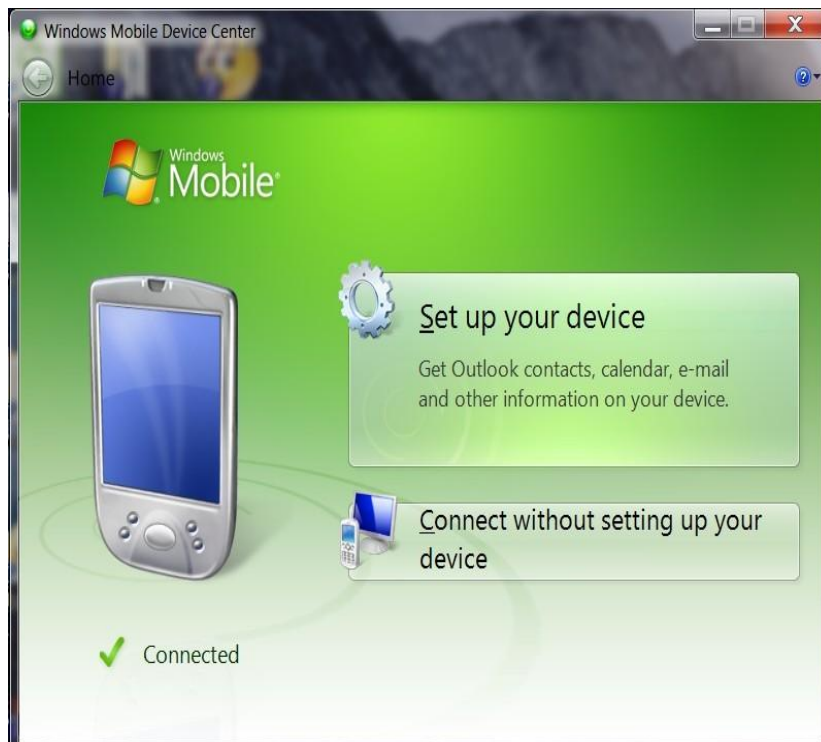 Windows Mobile Device Center
Home
Windows
Mobile®
Set up your device
Get Outlook contacts, calendar, e-mail
and other information on your device.
Connect without setting up your
device
Connected